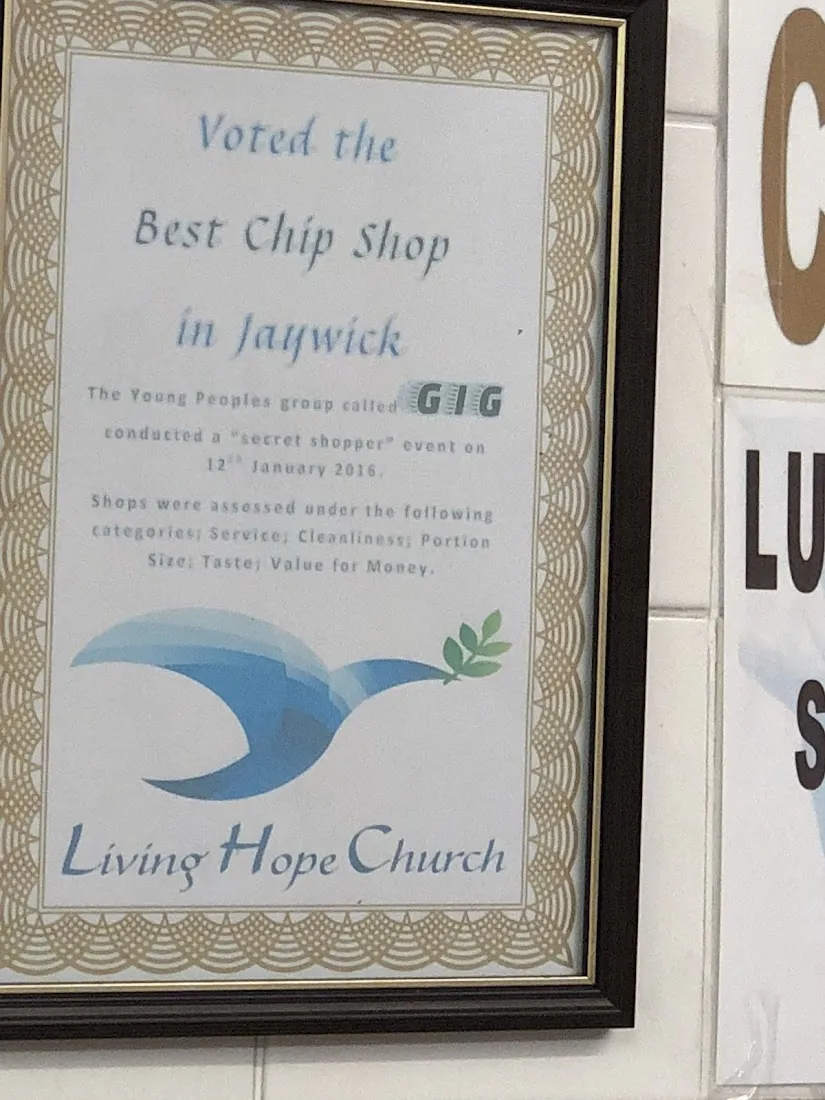 Voted the
Best Chip Shop
in Jaywick
The Young Peoples group called GIG
conducted a "secret shopper" event on
12th January 2016.
Shops were assessed under the following
categories; Service; Cleanliness; Portion
Size; Taste; Value for Money.
Living Hope Church
C
LU
S